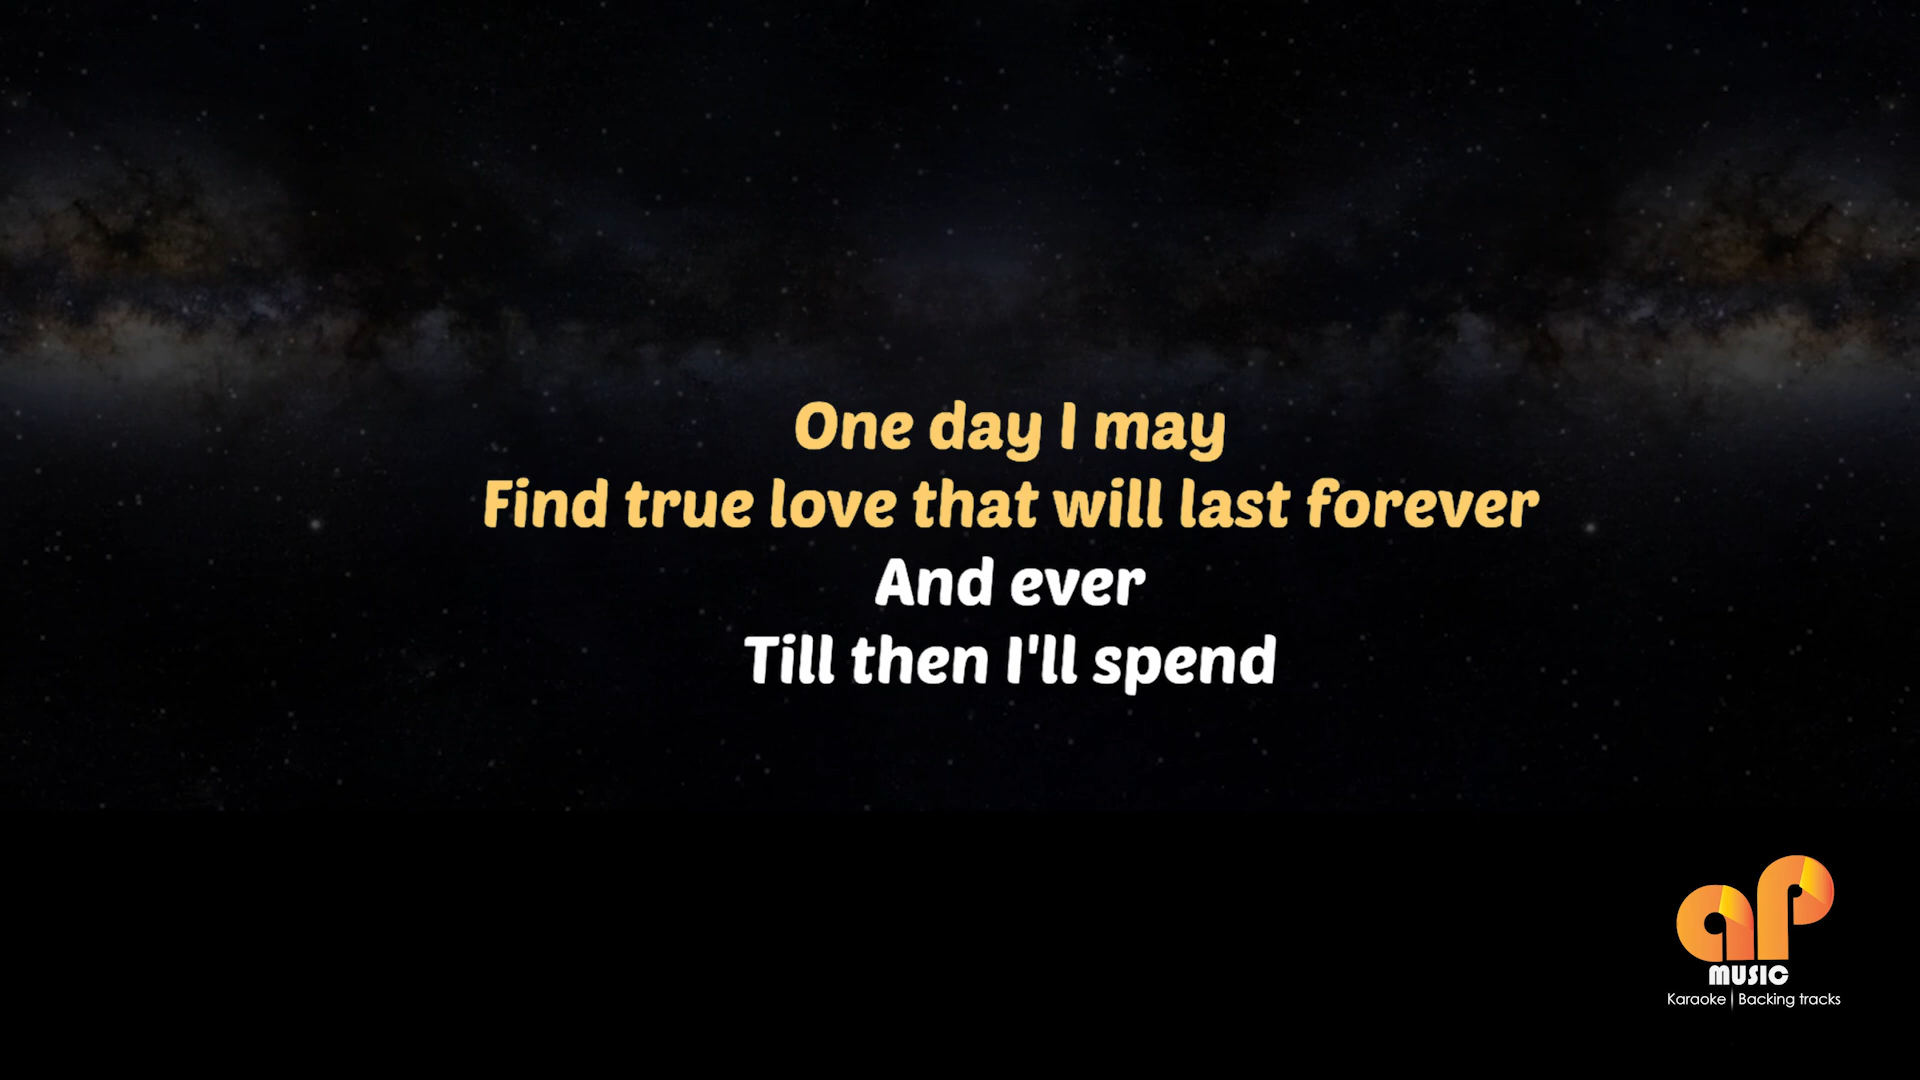 One day I may
Find true love that will last forever
And ever
Till then I'll spend
aP
MUSIC
Karaoke | Backing tracks